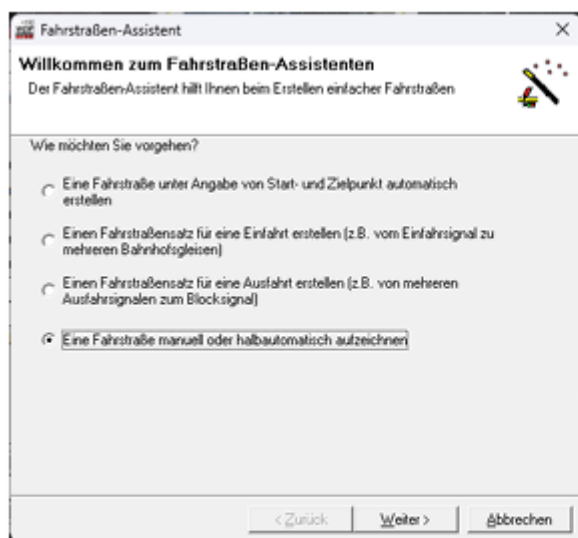 Fahrstraßen-Assistent
Willkommen zum Fahrstraßen-Assistenten
Der Fahrstraßen-Assistent hilft Ihnen beim Erstellen einfacher Fahrstraßen
Wie möchten Sie vorgehen?
Eine Fahrstraße unter Angabe von Start- und Zielpunkt automatisch
erstellen
Einen Fahrstraßensatz für eine Einfahrt erstellen (z.B. vom Einfahrsignal zu
mehreren Bahnhofsgleisen)
Einen Fahrstraßensatz für eine Ausfahrt erstellen (z.B. von mehreren
Ausfahrsignalen zum Blocksignal)
Eine Fahrstraße manuell oder halbautomatisch aufzeichnen
< Zurück Weiter > Abbrechen